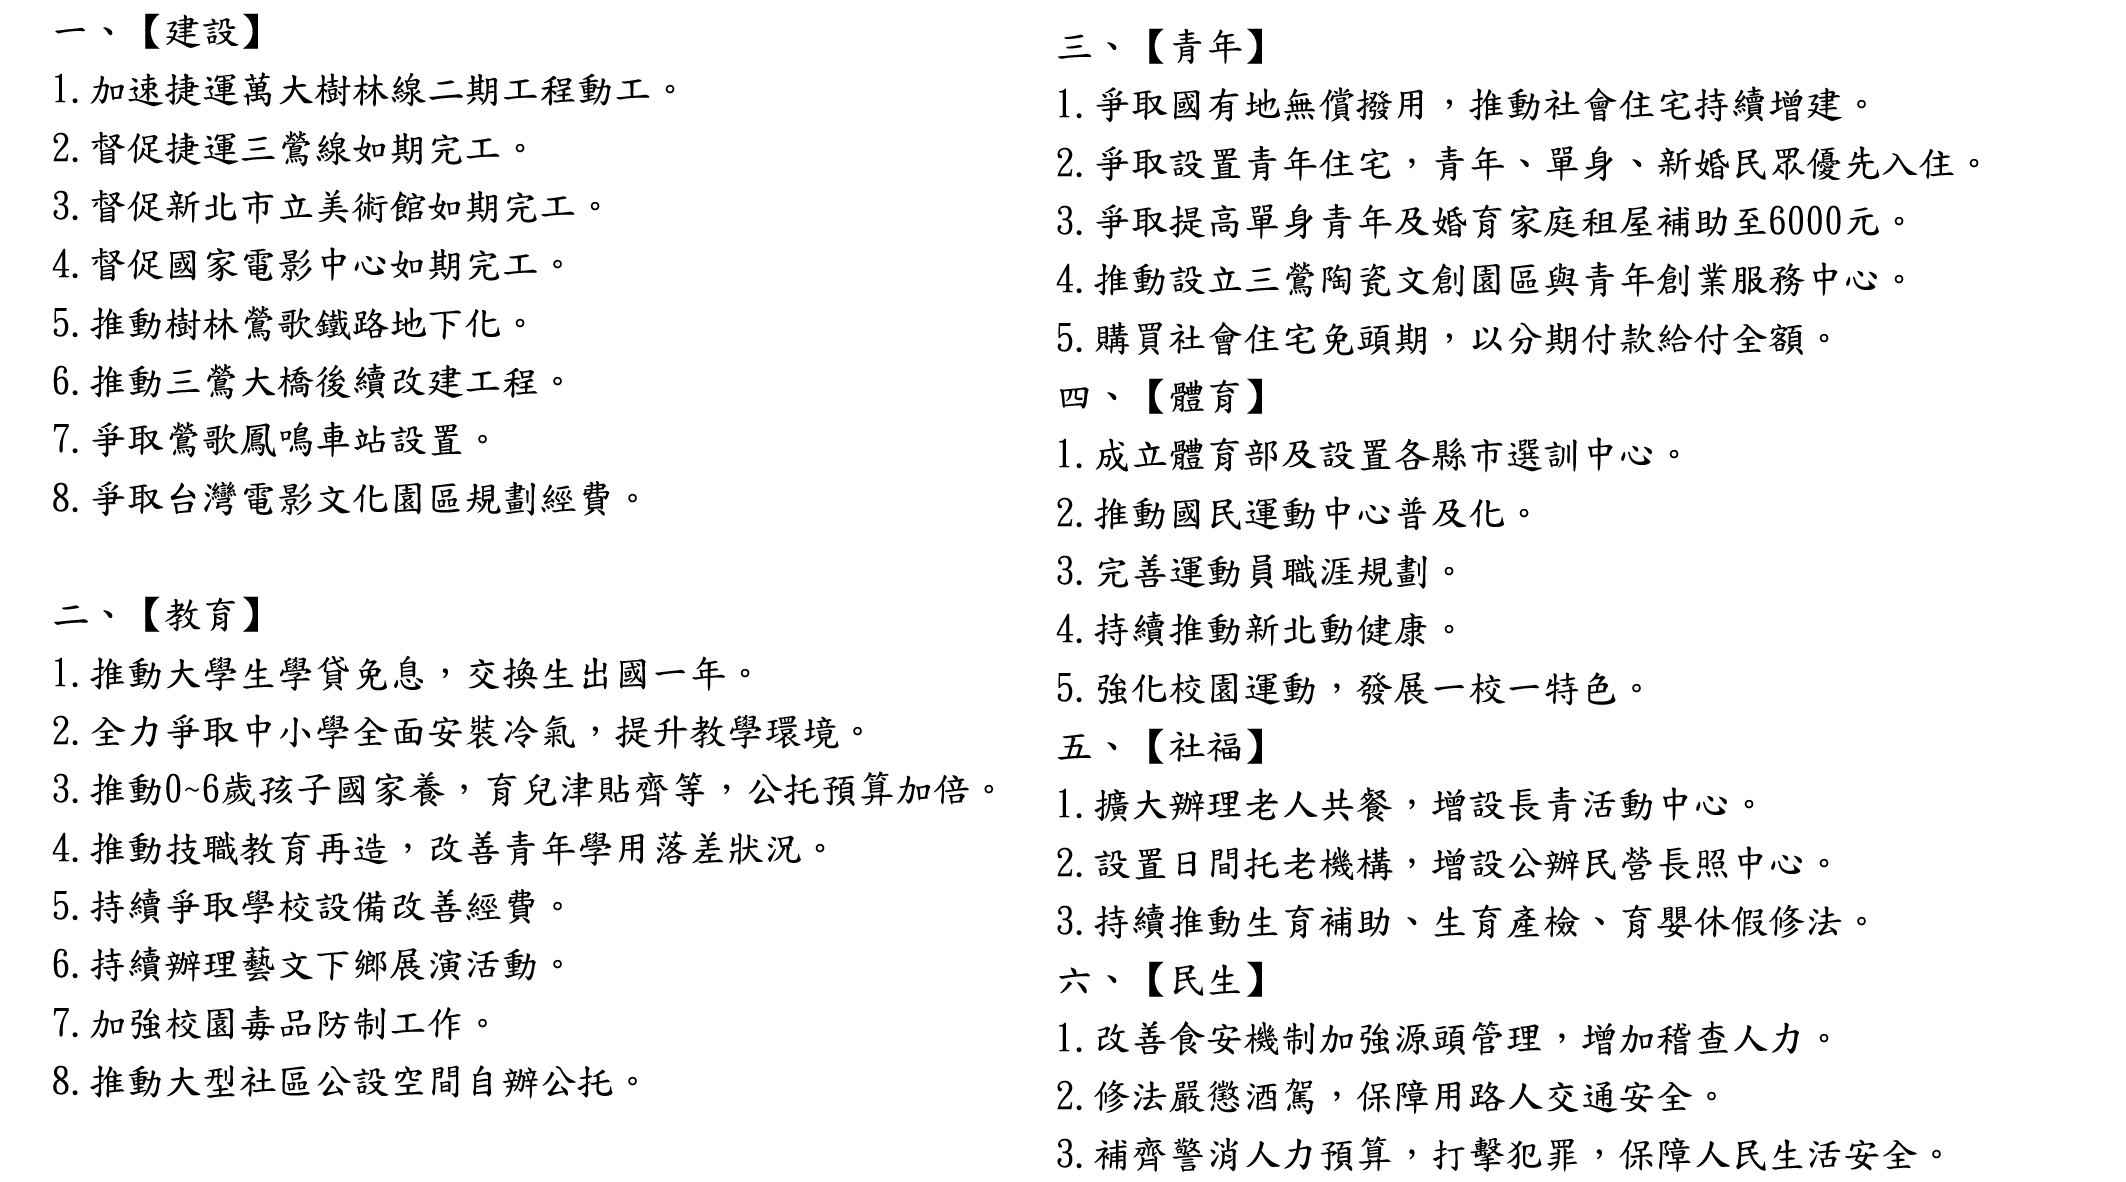 一、【建設】
1.加速捷運萬大樹林線二期工程動工。
2.督促捷運三鶯線如期完工。
3.督促新北市立美術館如期完工。
4.督促國家電影中心如期完工。
5.推動樹林鶯歌鐵路地下化。
6.推動三鶯大橋後續改建工程。
7.爭取鶯歌鳳鳴車站設置。
8.爭取台灣電影文化園區規劃經費。
二、【教育】
1.推動大學生學貸免息，交換生出國一年。
2.全力爭取中小學全面安裝冷氣，提升教學環境。
3.推動0~6歲孩子國家養，育兒津貼齊等，公托預算加倍。
4.推動技職教育再造，改善青年學用落差狀況。
5.持續爭取學校設備改善經費。
6.持續辦理藝文下鄉展演活動。
7.加強校園毒品防制工作。
8.推動大型社區公設空間自辦公托。
三、【青年】
1.爭取國有地無償撥用，推動社會住宅持續增建。
2.爭取設置青年住宅，青年、單身、新婚民眾優先入住。
3.爭取提高單身青年及婚育家庭租屋補助至6000元。
4.推動設立三鶯陶瓷文創園區與青年創業服務中心。
5.購買社會住宅免頭期，以分期付款給付全額。
四、【體育】
1.成立體育部及設置各縣市選訓中心。
2.推動國民運動中心普及化。
3.完善運動員職涯規劃。
4.持續推動新北動健康。
5.強化校園運動，發展一校一特色。
五、【社福】
1.擴大辦理老人共餐，增設長青活動中心。
2.設置日間托老機構，增設公辦民營長照中心。
3.持續推動生育補助、生育產檢、育嬰休假修法。
六、【民生】
1.改善食安機制加強源頭管理，增加稽查人力。
2.修法嚴懲酒駕，保障用路人交通安全。
3.補齊警消人力預算，打擊犯罪，保障人民生活安全。